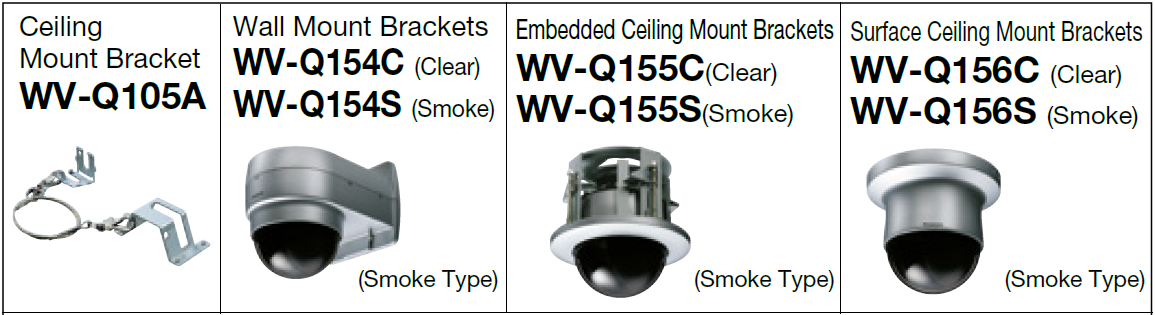 Ceiling
Mount Bracket
WV-Q105A
Wall Mount Brackets
WV-Q154C (Clear)
WV-Q154S (Smoke)
(Smoke Type)
Embedded Ceiling Mount Brackets
WV-Q155C(Clear)
WV-Q155S(Smoke)
(Smoke Type)
Surface Ceiling Mount Brackets
WV-Q156C (Clear)
WV-Q156S (Smoke)
(Smoke Type)